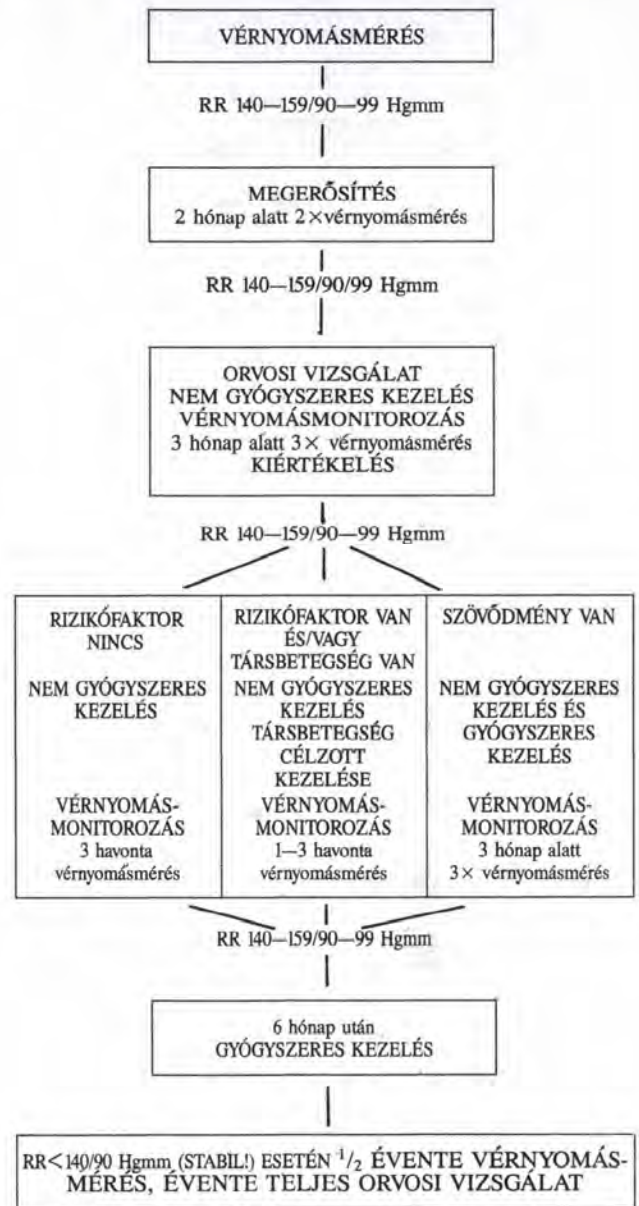 VÉRNYOMÁSMÉRÉS
RR 140—159/90—99 Hgmm
MEGERŐSÍTÉS
2 hónap alatt 2×vérnyomásmérés
RR 140—159/90/99 Hgmm
ORVOSI VIZSGÁLAT
NEM GYÓGYSZERES KEZELÉS
VÉRNYOMÁSMONITOROZÁS
3 hónap alatt 3× vérnyomásmérés
KIÉRTÉKELÉS
RR 140—159/90—99 Hgmm
RIZIKÓFAKTOR
NINCS
NEM GYÓGYSZERES
KEZELÉS
VÉRNYOMÁS-
MONITOROZÁS
3 havonta
vérnyomásmérés
RIZIKÓFAKTOR VAN
ÉS/VAGY
TÁRSBETEGSÉG VAN
NEM GYÓGYSZERES
KEZELÉS
TÁRSBETEGSÉG
CÉLZOTT
KEZELÉSE
VÉRNYOMÁS-
MONITOROZÁS
1—3 havonta
vérnyomásmérés
SZÖVŐDMÉNY VAN
NEM GYÓGYSZERES
KEZELÉS ÉS
GYÓGYSZERES
KEZELÉS
VÉRNYOMÁS-
MONITOROZÁS
3 hónap alatt
3× vérnyomásmérés
RR 140—159/90—99 Hgmm
6 hónap után
GYÓGYSZERES KEZELÉS
RR<140/90 Hgmm (STABIL!) ESETÉN 1/2 ÉVENTE VÉRNYOMÁS-
MÉRÉS, ÉVENTE TELJES ORVOSI VIZSGÁLAT